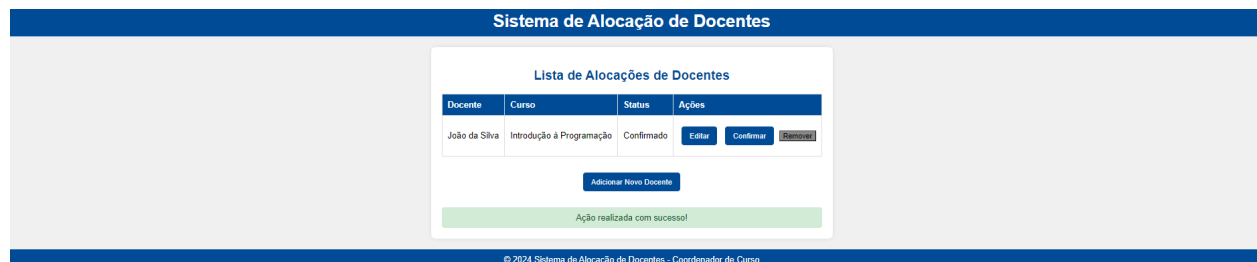 Sistema de Alocação de Docentes
Lista de Alocações de Docentes
Docente Curso Status Ações
João da Silva Introdução à Programação Confirmado Editar Confirmar Remover
Adicionar Novo Docente
Ação realizada com sucesso!
© 2024 Sistema de Alocação de Docentes - Coordenador de Curso